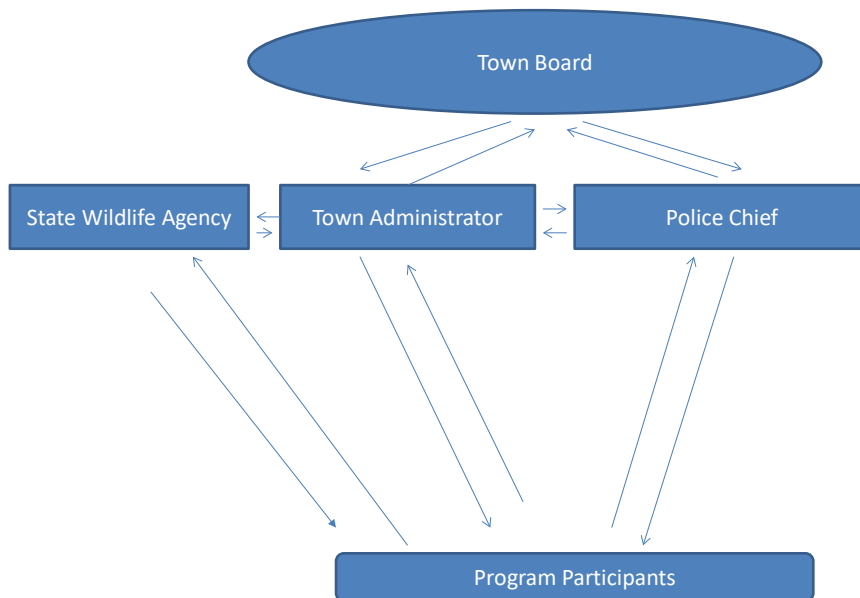 Town Board
State Wildlife Agency
Town Administrator
Police Chief
Program Participants